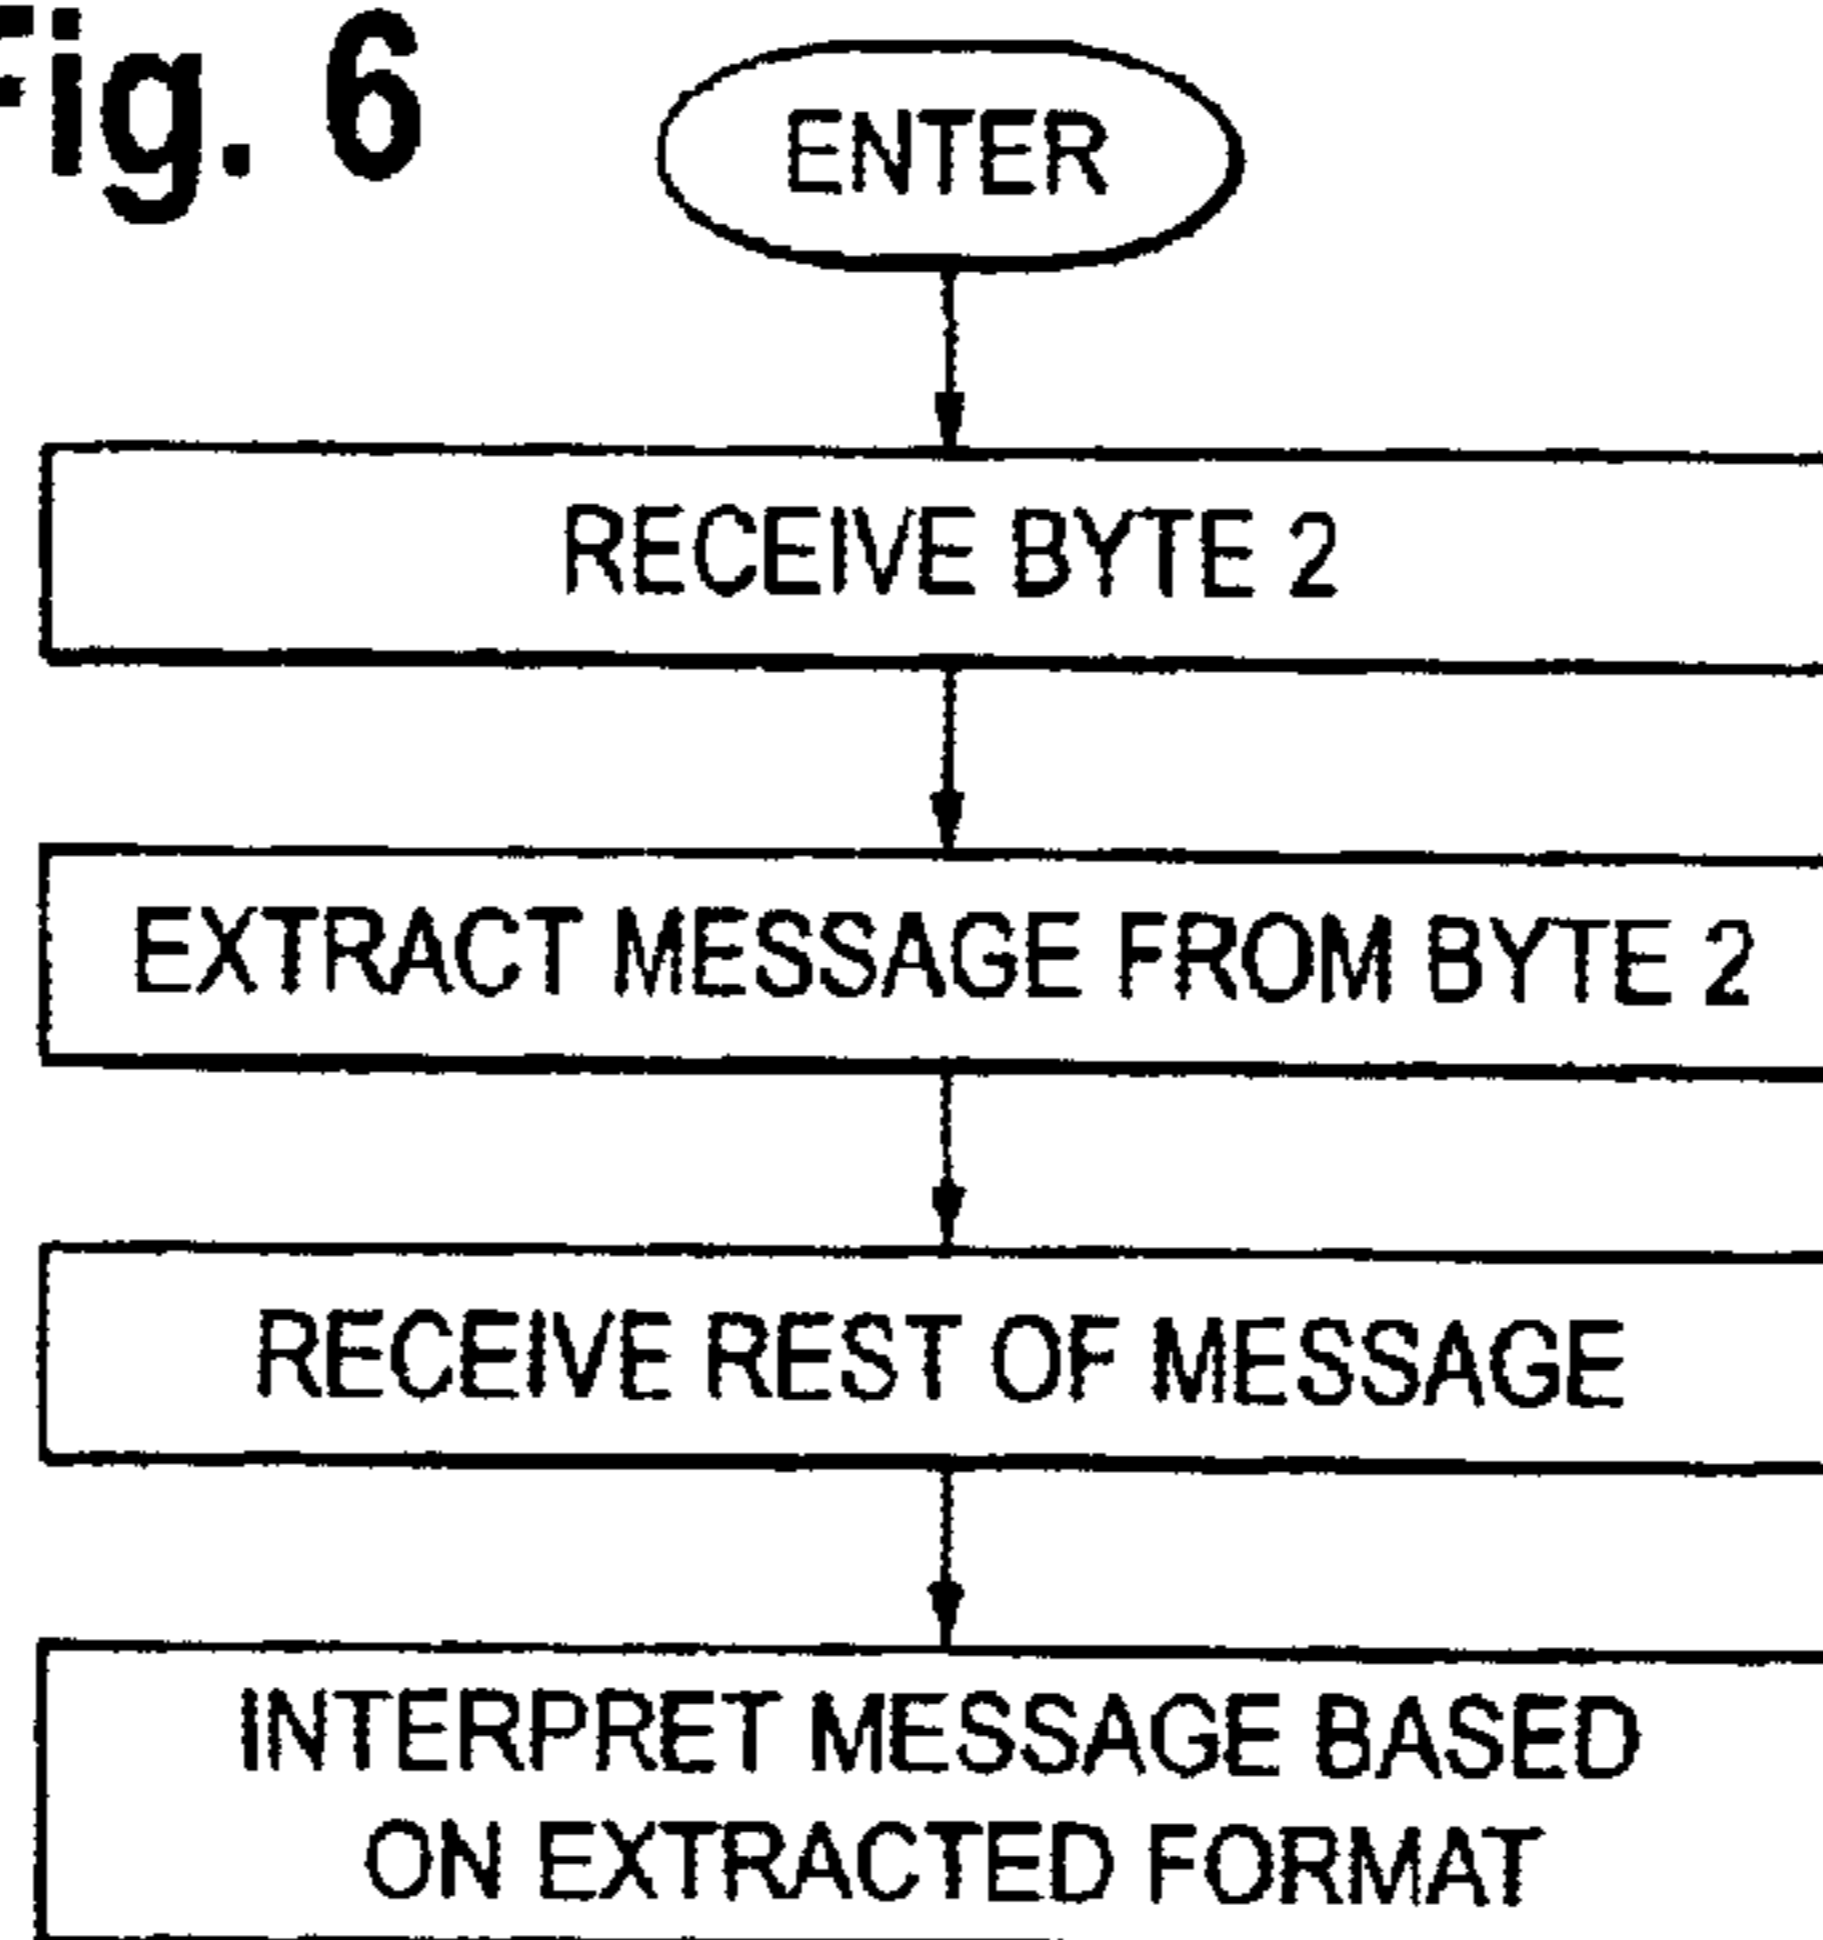 Fig. 6
ENTER
RECEIVE BYTE 2
EXTRACT MESSAGE FROM BYTE 2
RECEIVE REST OF MESSAGE
INTERPRET MESSAGE BASED
ON EXTRACTED FORMAT